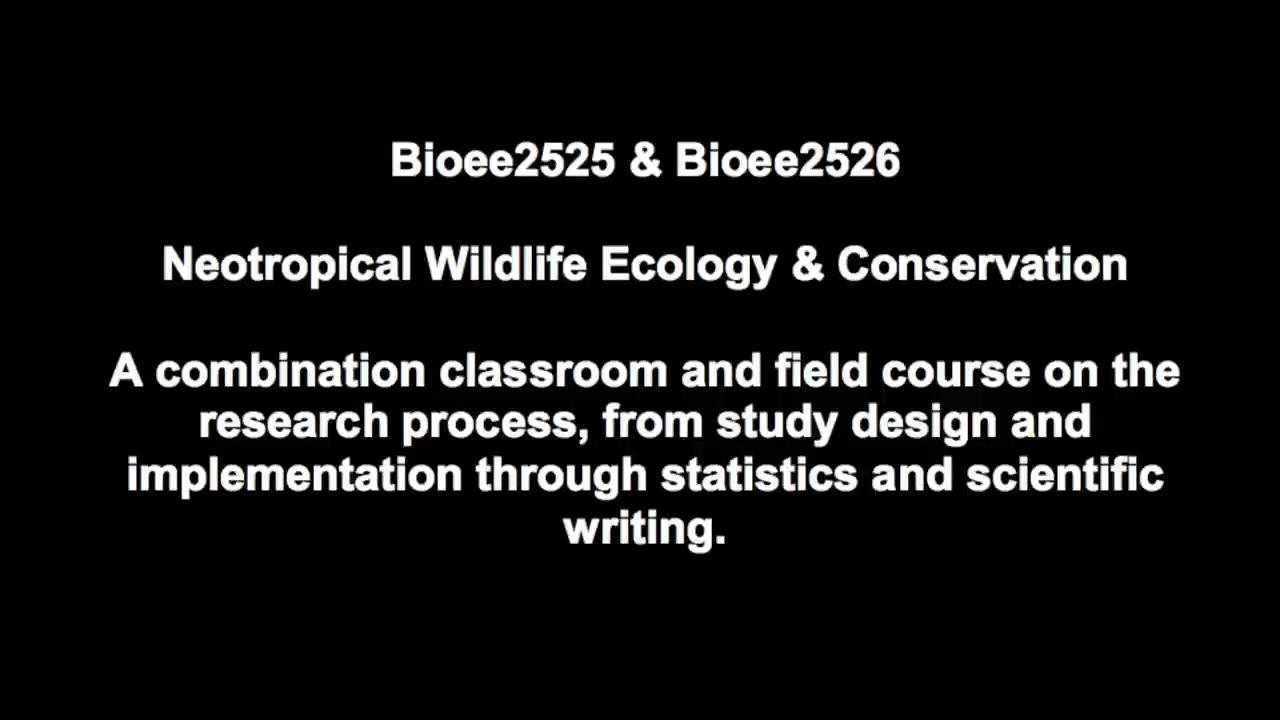 Bioee2525 & Bioee2526
Neotropical Wildlife Ecology & Conservation
A combination classroom and field course on the
research process, from study design and
implementation through statistics and scientific
writing.